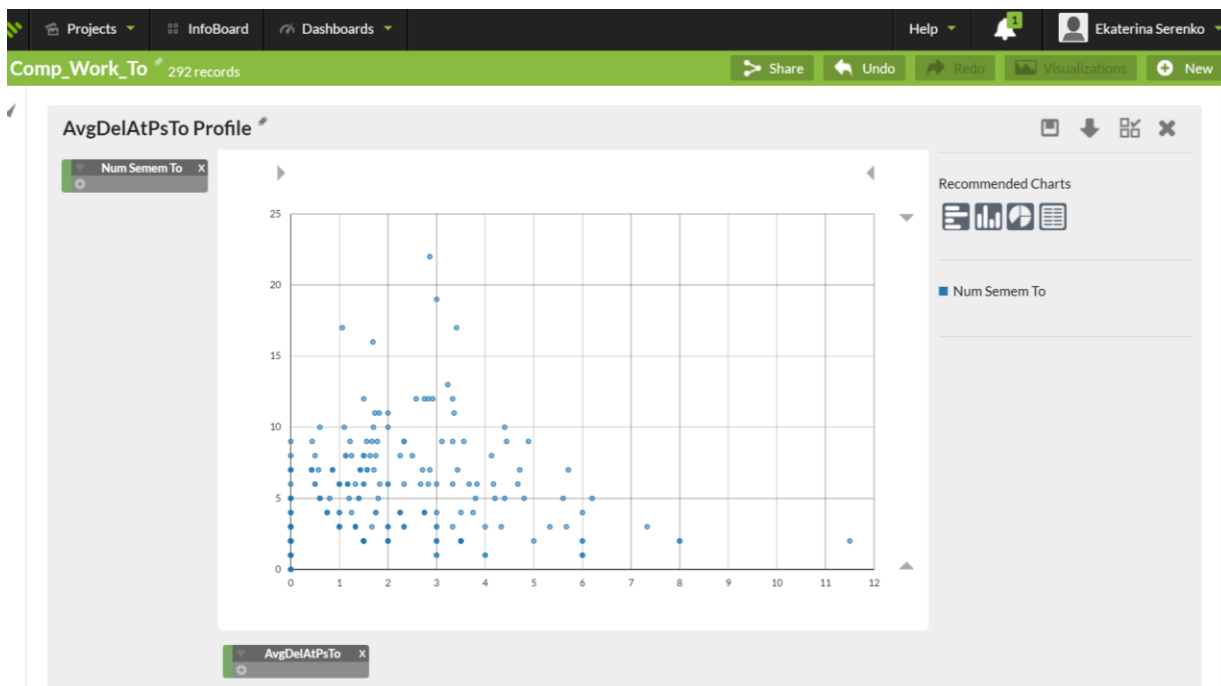 Projects InfoBoard Dashboards Help 1 Ekaterina Serenko
Comp_Work_To 292 records Share Undo Redo Visualizations New
AvgDelAtPsTo Profile
Num Semem To x
Recommended Charts
25
20
Num Semem To
15
10
5
0
0 1 2 3 4 5 6 7 8 9 10 11 12
AvgDelAtPsTo x